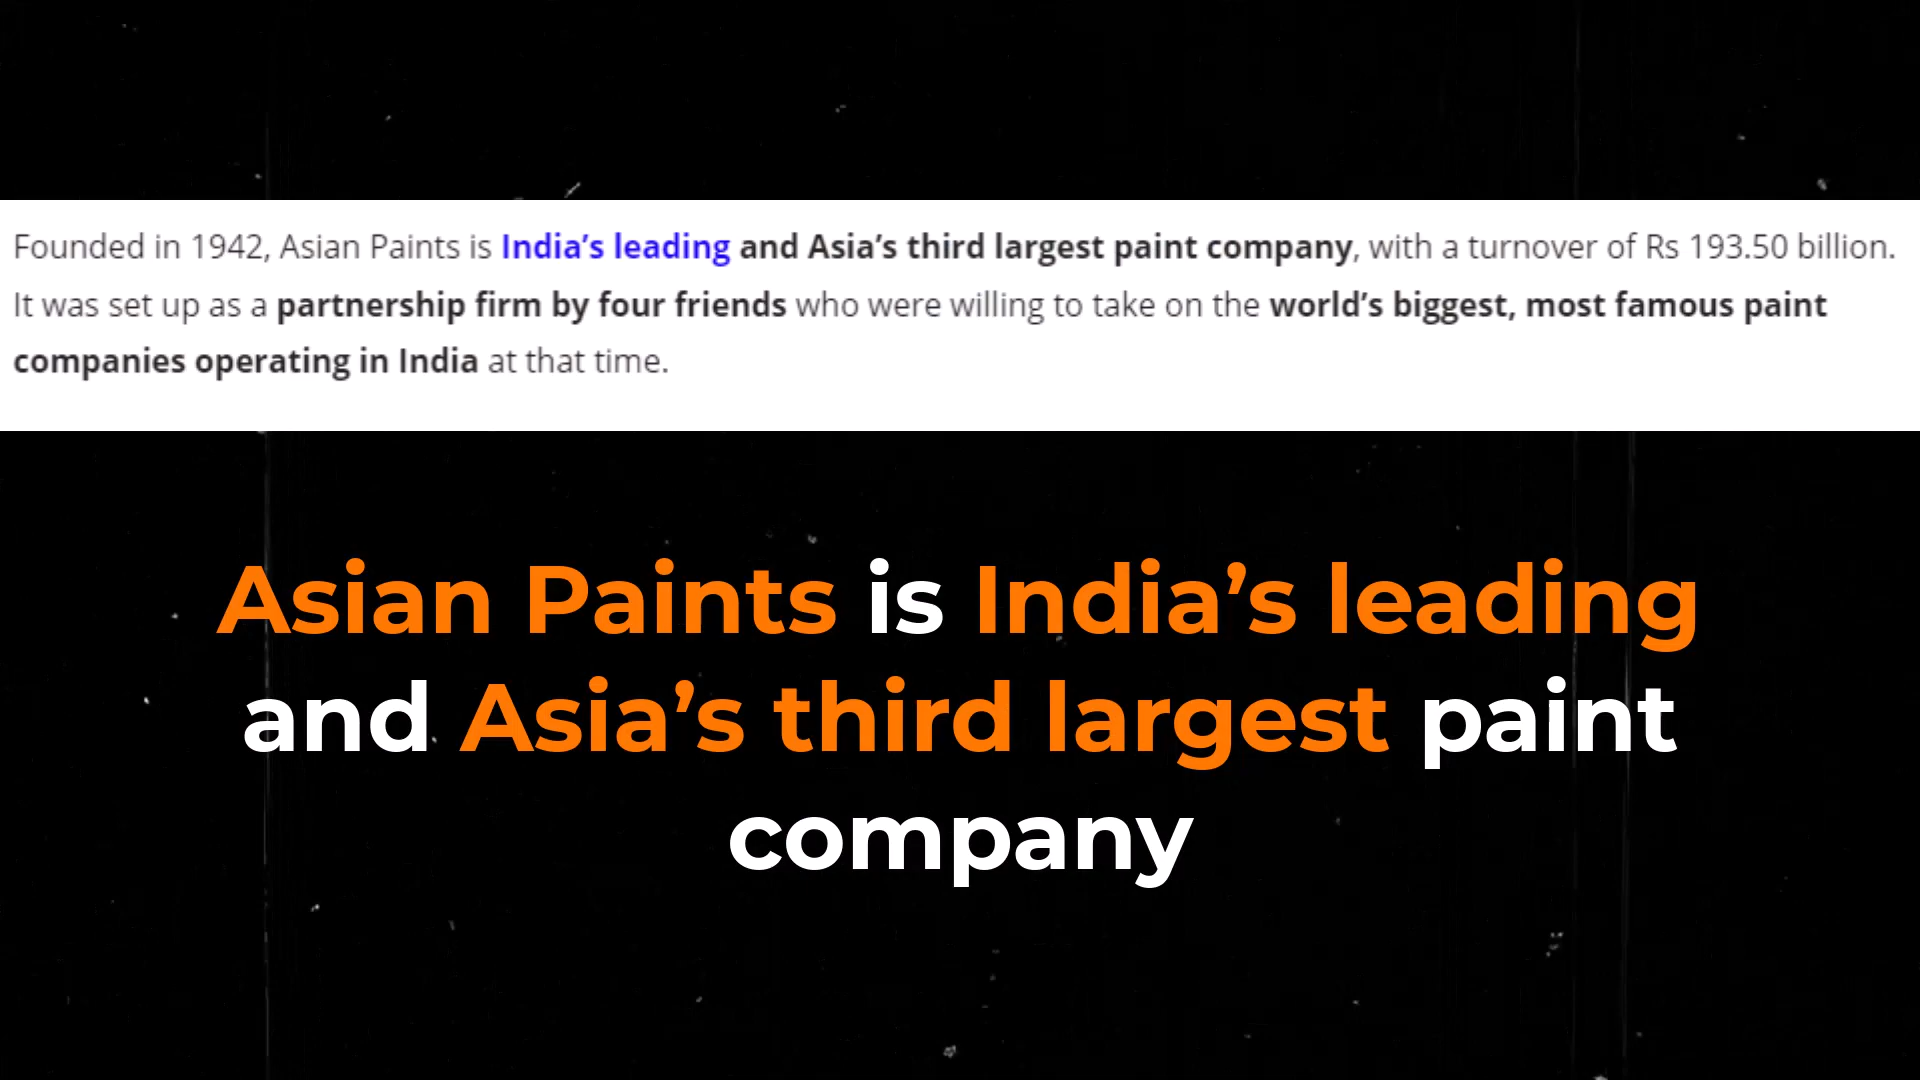 Founded in 1942, Asian Paints is India’s leading and Asia’s third largest paint company, with a turnover of Rs 193.50 billion.
It was set up as a partnership firm by four friends who were willing to take on the world’s biggest, most famous paint
companies operating in India at that time.
Asian Paints is India’s leading
and Asia’s third largest paint
company